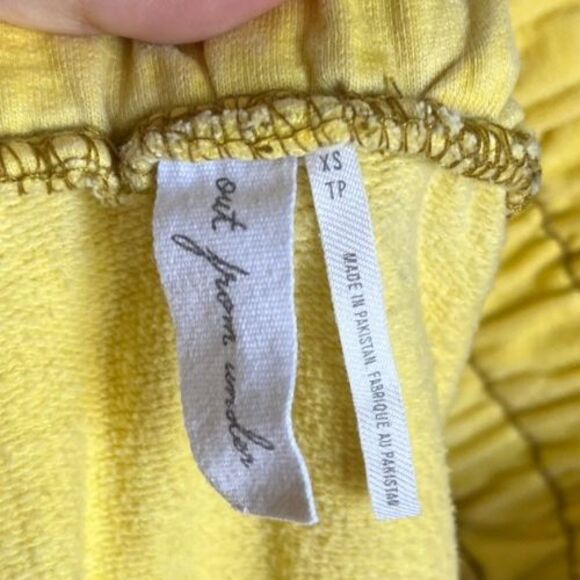 out from under
XS
TP
MADE IN PAKISTAN. FABRIQUE AU PAKISTAN